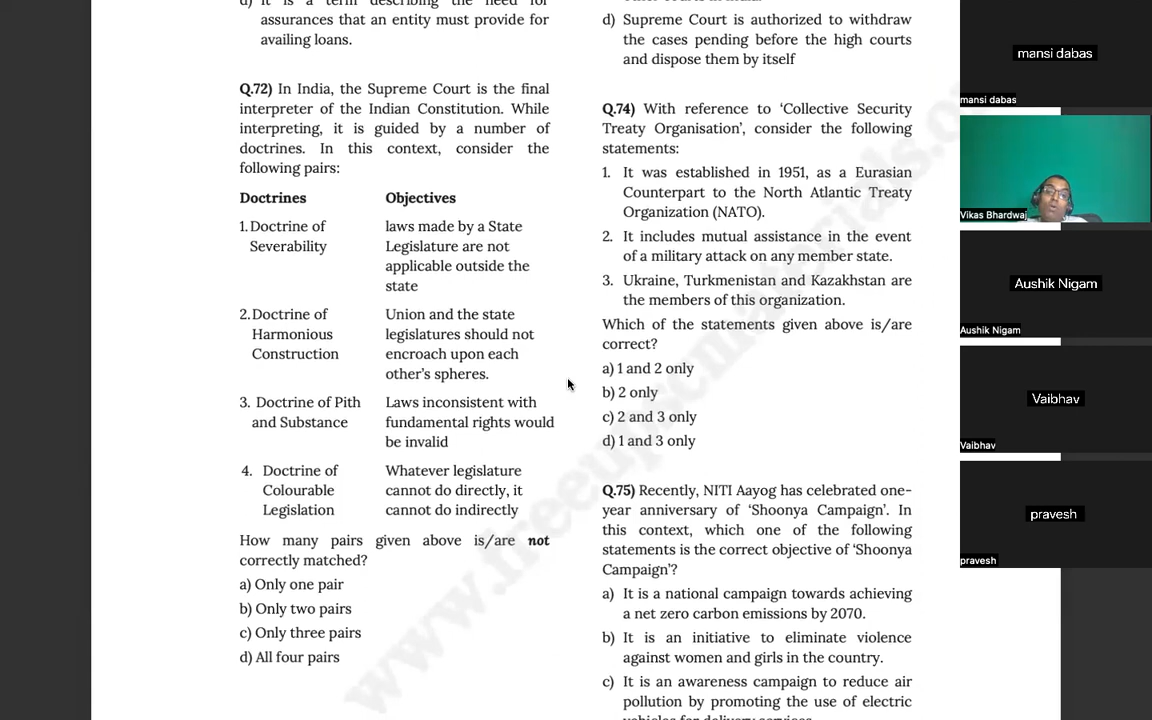 d) It is a term describing the need for
assurances that an entity must provide for
availing loans.
Q.72) In India, the Supreme Court is the final
interpreter of the Indian Constitution. While
interpreting, it is guided by a number of
doctrines. In this context, consider the
following pairs:
Doctrines Objectives
1. Doctrine of Severability laws made by a State
Legislature are not
applicable outside the
state
2. Doctrine of Harmonious Construction Union and the state
legislatures should not
encroach upon each
other's spheres.
3. Doctrine of Pith and Substance Laws inconsistent with
fundamental rights would
be invalid
4. Doctrine of Colourable Legislation Whatever legislature
cannot do directly, it
cannot do indirectly
How many pairs given above is/are not
correctly matched?
a) Only one pair
b) Only two pairs
c) Only three pairs
d) All four pairs
d) Supreme Court is authorized to withdraw
the cases pending before the high courts
and dispose them by itself
Q.74) With reference to ‘Collective Security
Treaty Organisation’, consider the following
statements:
1. It was established in 1951, as a Eurasian
Counterpart to the North Atlantic Treaty
Organization (NATO).
2. It includes mutual assistance in the event
of a military attack on any member state.
3. Ukraine, Turkmenistan and Kazakhstan are
the members of this organization.
Which of the statements given above is/are
correct?
a) 1 and 2 only
b) 2 only
c) 2 and 3 only
d) 1 and 3 only
Q.75) Recently, NITI Aayog has celebrated one-
year anniversary of ‘Shoonya Campaign’. In
this context, which one of the following
statements is the correct objective of ‘Shoonya
Campaign’?
a) It is a national campaign towards achieving
a net zero carbon emissions by 2070.
b) It is an initiative to eliminate violence
against women and girls in the country.
c) It is an awareness campaign to reduce air
pollution by promoting the use of electric
vehicles for delivery services.
mansi dabas
mansi dabas
Vikas Bhardwaj
Aushik Nigam
Aushik Nigam
Vaibhav
Vaibhav
pravesh
pravesh